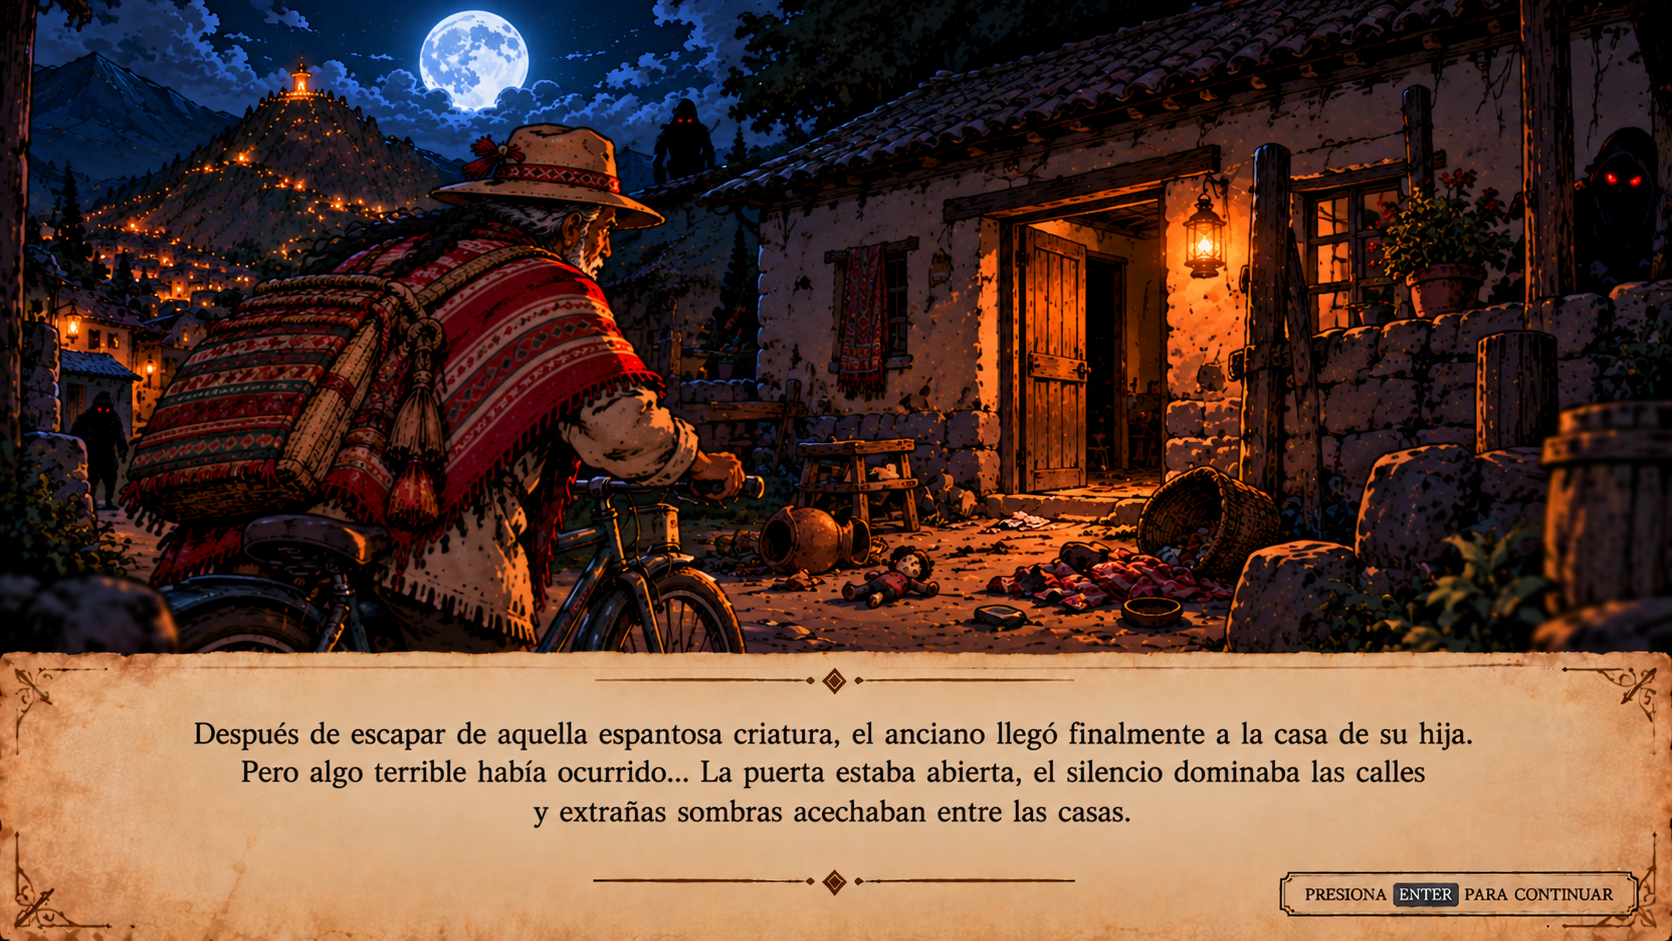 Después de escapar de aquella espantosa criatura, el anciano llegó finalmente a la casa de su hija.
Pero algo terrible había ocurrido... La puerta estaba abierta, el silencio dominaba las calles
y extrañas sombras acechaban entre las casas.
PRESIONA ENTER PARA CONTINUAR